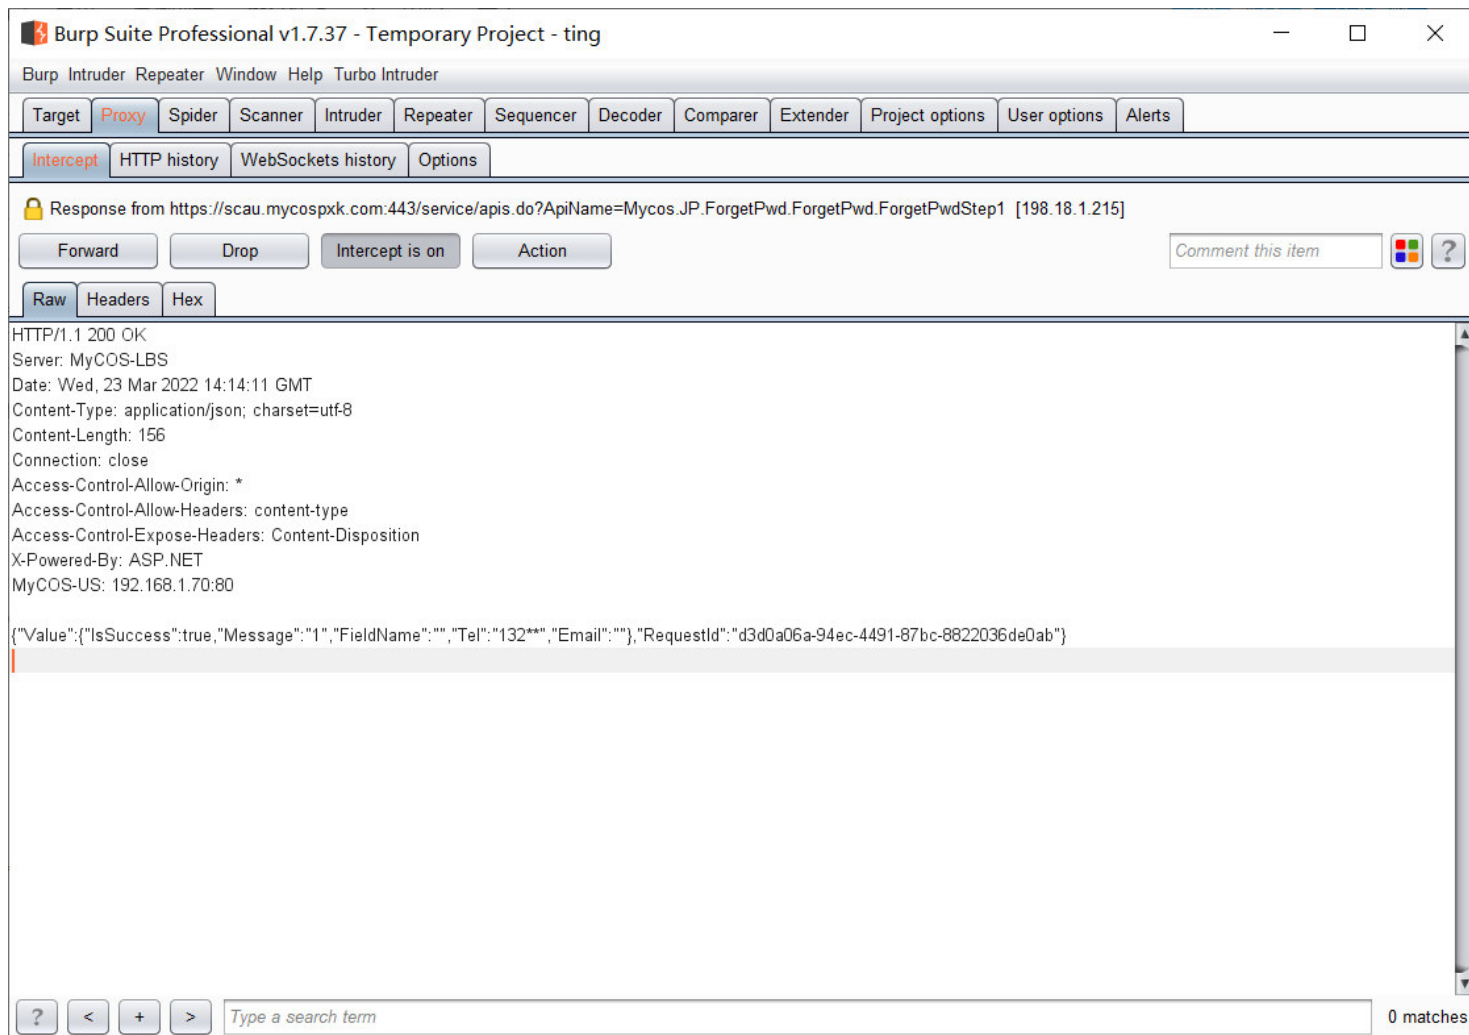 Burp Suite Professional v1.7.37 - Temporary Project - ting
Burp Intruder Repeater Window Help Turbo Intruder
Target Proxy Spider Scanner Intruder Repeater Sequencer Decoder Comparer Extender Project options User options Alerts
Intercept HTTP history WebSockets history Options
Response from https://scau.mycospxk.com:443/service/apis.do?ApiName=Mycos.JP.ForgetPwd.ForgetPwd.ForgetPwdStep1 [198.18.1.215]
Forward Drop Intercept is on Action Comment this item ?
Raw Headers Hex
HTTP/1.1 200 OK
Server: MyCOS-LBS
Date: Wed, 23 Mar 2022 14:14:11 GMT
Content-Type: application/json; charset=utf-8
Content-Length: 156
Connection: close
Access-Control-Allow-Origin: *
Access-Control-Allow-Headers: content-type
Access-Control-Expose-Headers: Content-Disposition
X-Powered-By: ASP.NET
MyCOS-US: 192.168.1.70:80
{"Value":{"IsSuccess":true,"Message":"1","FieldName":"","Tel":"132**","Email":""},"RequestId":"d3d0a06a-94ec-4491-87bc-8822036de0ab"}
? < + > Type a search term 0 matches